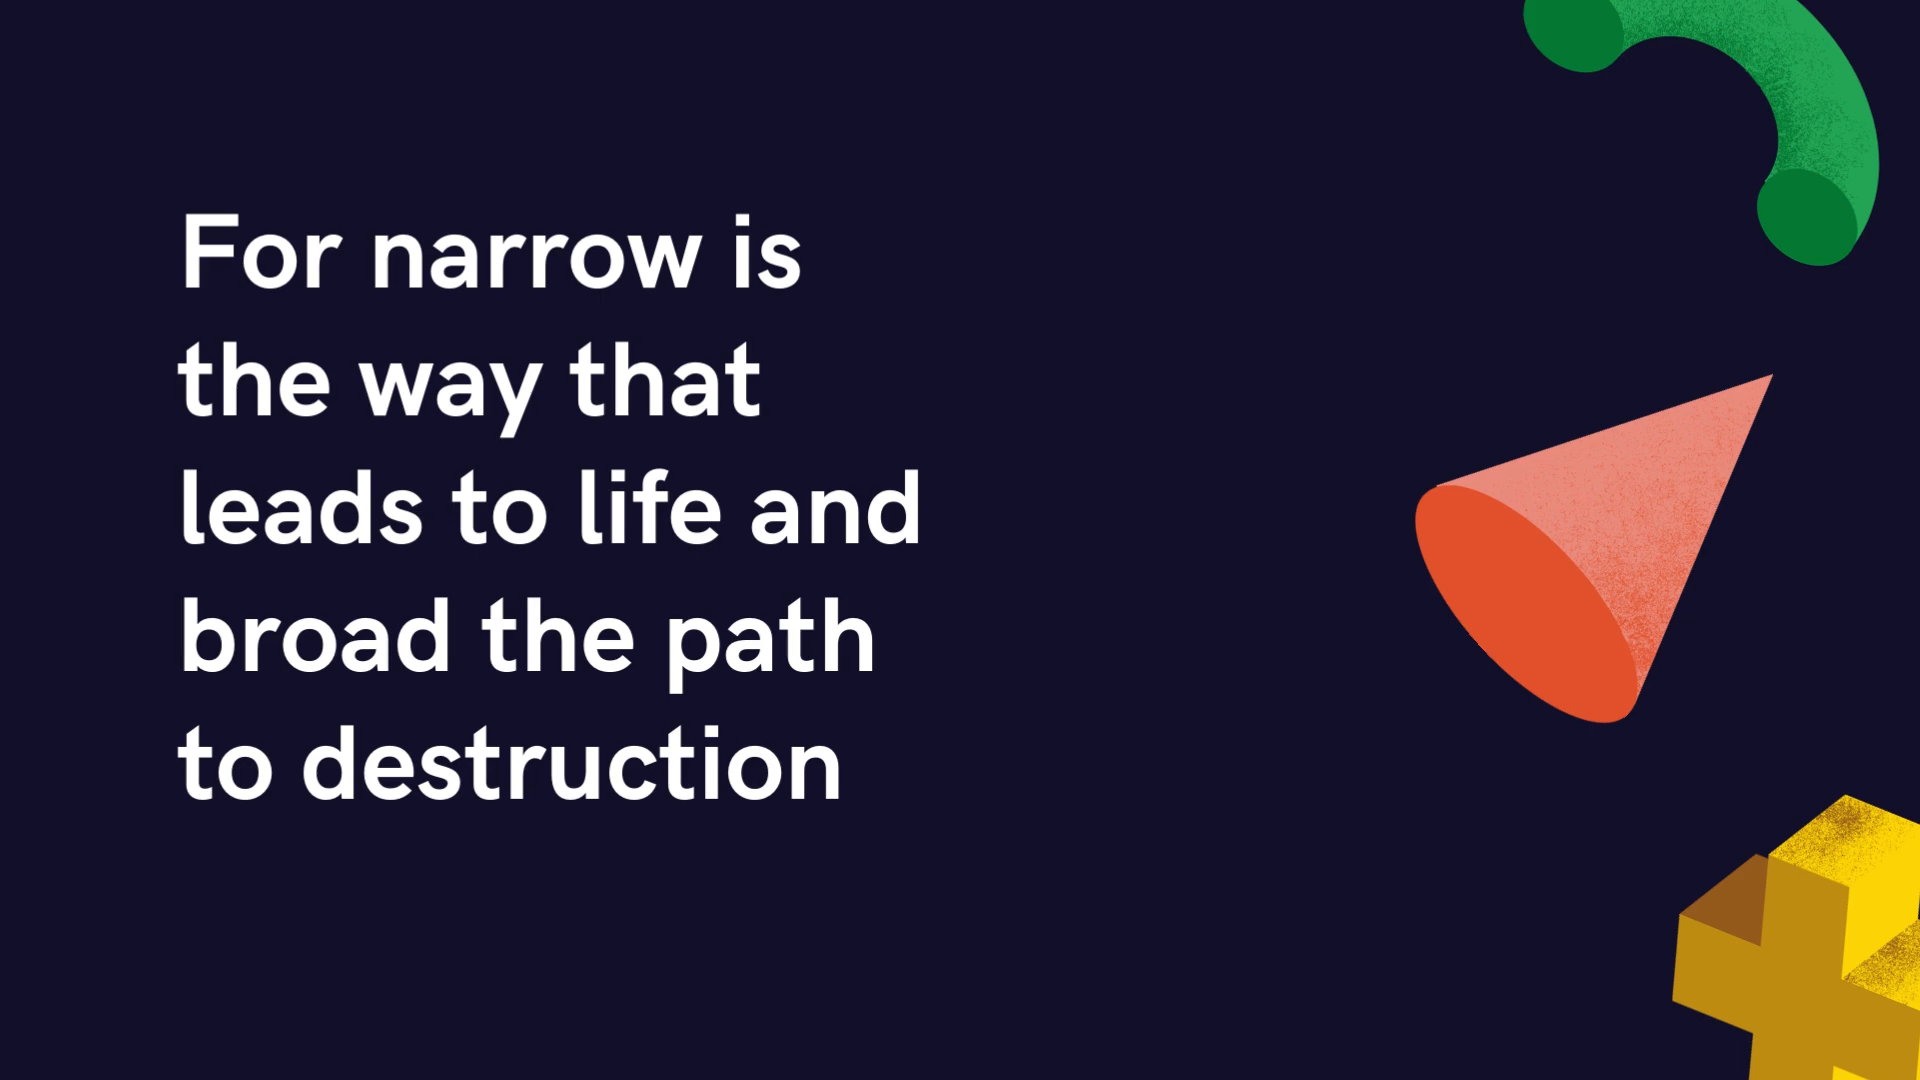 For narrow is
the way that
leads to life and
broad the path
to destruction